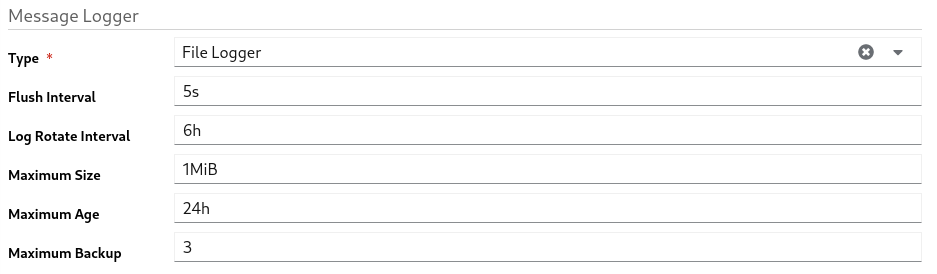 Message Logger
Type * File Logger
Flush Interval 5s
Log Rotate Interval 6h
Maximum Size 1MiB
Maximum Age 24h
Maximum Backup 3